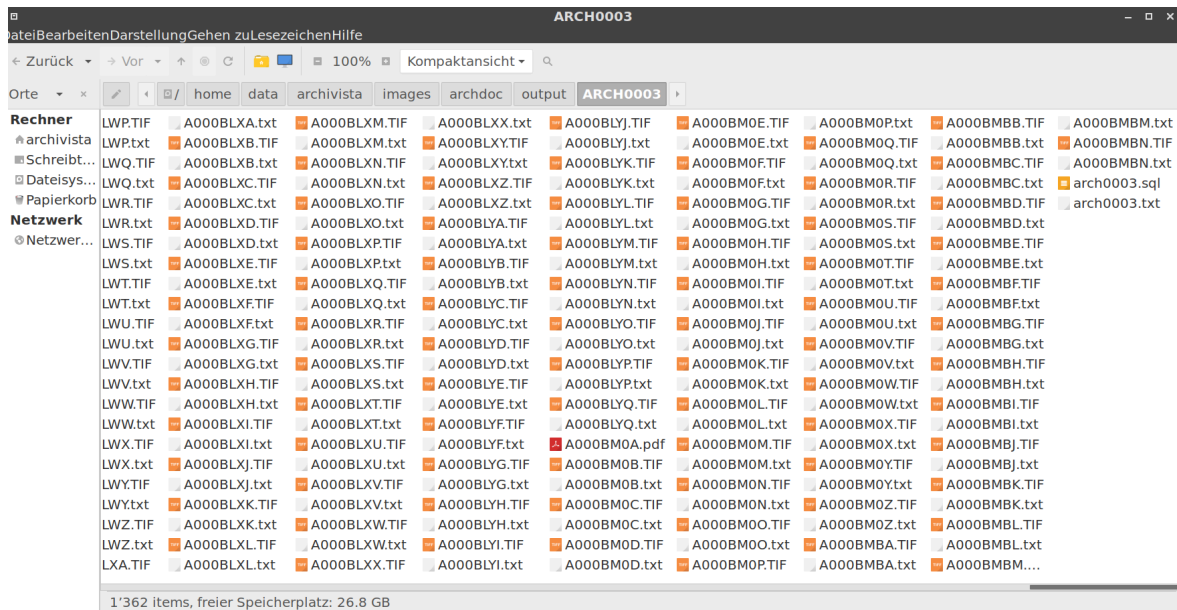 ARCH0003
DateiBearbeitenDarstellungGehen zuLesezeichenHilfe
Zurück Vor 100% Kompaktansicht
Orte / home data archivista images archdoc output ARCH0003
Rechner
archivista
Schreibt...
Dateisys...
Papierkorb
Netzwerk
Netzwer...
LWP.TIF A000BLXA.txt A000BLXM.TIF A000BLXX.txt A000BLYJ.TIF A000BM0E.TIF A000BM0P.txt A000BMBB.TIF A000BMBM.txt
LWP.txt A000BLXB.TIF A000BLXM.txt A000BLXY.TIF A000BLYJ.txt A000BM0E.txt A000BM0Q.TIF A000BMBB.txt A000BMBN.TIF
LWQ.TIF A000BLXB.txt A000BLXN.TIF A000BLXY.txt A000BLYK.TIF A000BM0F.TIF A000BM0Q.txt A000BMBC.TIF A000BMBN.txt
LWQ.txt A000BLXC.TIF A000BLXN.txt A000BLXZ.TIF A000BLYK.txt A000BM0F.txt A000BM0R.TIF A000BMBC.txt arch0003.sql
LWR.TIF A000BLXC.txt A000BLXO.TIF A000BLXZ.txt A000BLYL.TIF A000BM0G.TIF A000BM0R.txt A000BMBD.TIF arch0003.txt
LWR.txt A000BLXD.TIF A000BLXO.txt A000BLYA.TIF A000BLYL.txt A000BM0G.txt A000BM0S.TIF A000BMBD.txt
LWS.TIF A000BLXD.txt A000BLXP.TIF A000BLYA.txt A000BLYM.TIF A000BM0H.TIF A000BM0S.txt A000BMBE.TIF
LWS.txt A000BLXE.TIF A000BLXP.txt A000BLYB.TIF A000BLYM.txt A000BM0H.txt A000BM0T.TIF A000BMBE.txt
LWT.TIF A000BLXE.txt A000BLXQ.TIF A000BLYB.txt A000BLYN.TIF A000BM0I.TIF A000BM0T.txt A000BMBF.TIF
LWT.txt A000BLXF.TIF A000BLXQ.txt A000BLYC.TIF A000BLYN.txt A000BM0I.txt A000BM0U.TIF A000BMBF.txt
LWU.TIF A000BLXF.txt A000BLXR.TIF A000BLYC.txt A000BLYO.TIF A000BM0J.TIF A000BM0U.txt A000BMBG.TIF
LWU.txt A000BLXG.TIF A000BLXR.txt A000BLYD.TIF A000BLYO.txt A000BM0J.txt A000BM0V.TIF A000BMBG.txt
LWV.TIF A000BLXG.txt A000BLXS.TIF A000BLYD.txt A000BLYP.TIF A000BM0K.TIF A000BM0V.txt A000BMBH.TIF
LWV.txt A000BLXH.TIF A000BLXS.txt A000BLYE.TIF A000BLYP.txt A000BM0K.txt A000BM0W.TIF A000BMBH.txt
LWW.TIF A000BLXH.txt A000BLXT.TIF A000BLYE.txt A000BLYQ.TIF A000BM0L.TIF A000BM0W.txt A000BMBI.TIF
LWW.txt A000BLXI.TIF A000BLXT.txt A000BLYF.TIF A000BLYQ.txt A000BM0L.txt A000BM0X.TIF A000BMBI.txt
LWX.TIF A000BLXI.txt A000BLXU.TIF A000BLYF.txt A000BM0A.pdf A000BM0M.TIF A000BM0X.txt A000BMBJ.TIF
LWX.txt A000BLXJ.TIF A000BLXU.txt A000BLYG.TIF A000BM0B.TIF A000BM0M.txt A000BM0Y.TIF A000BMBJ.txt
LWY.TIF A000BLXJ.txt A000BLXV.TIF A000BLYG.txt A000BM0B.txt A000BM0N.TIF A000BM0Y.txt A000BMBK.TIF
LWY.txt A000BLXK.TIF A000BLXV.txt A000BLYH.TIF A000BM0C.TIF A000BM0N.txt A000BM0Z.TIF A000BMBK.txt
LWZ.TIF A000BLXK.txt A000BLXW.TIF A000BLYH.txt A000BM0C.txt A000BM0O.TIF A000BM0Z.txt A000BMBL.TIF
LWZ.txt A000BLXL.TIF A000BLXW.txt A000BLYI.TIF A000BM0D.TIF A000BM0O.txt A000BMBA.TIF A000BMBL.txt
LXA.TIF A000BLXL.txt A000BLXX.TIF A000BLYI.txt A000BM0D.txt A000BM0P.TIF A000BMBA.txt A000BMBM....
1'362 items, freier Speicherplatz: 26.8 GB